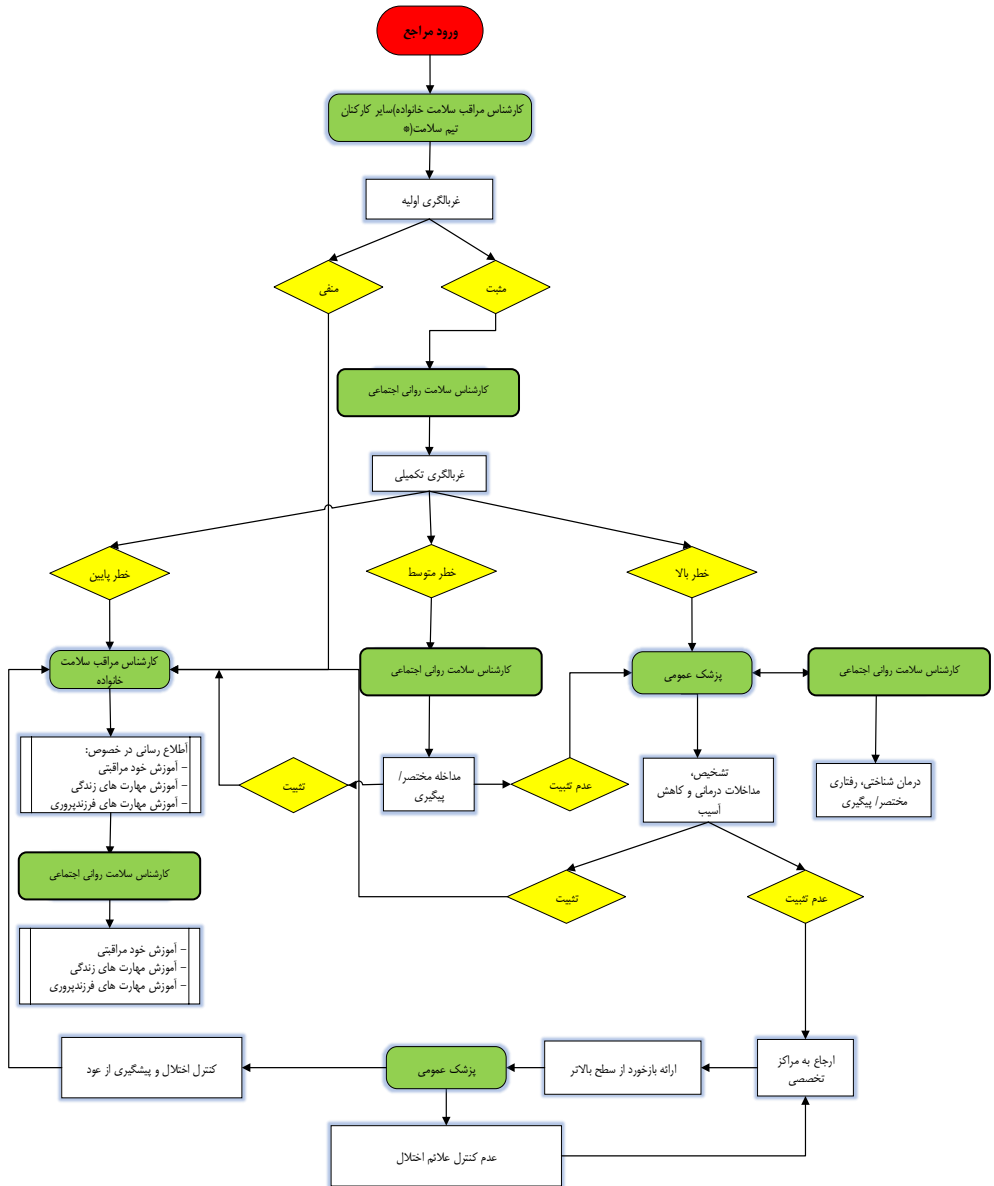 ورود مراجع
کارشناس مراقب سلامت خانواده)سایر کارکنان
تیم سلامت(*
غربالگری اولیه
مثبت
منفی
کارشناس سلامت روانی اجتماعی
غربالگری تکمیلی
خطر بالا
خطر متوسط
خطر پایین
کارشناس سلامت روانی اجتماعی
پزشک عمومی
کارشناس سلامت روانی اجتماعی
کارشناس مراقب سلامت
خانواده
درمان شناختی، رفتاری
مختصر/ پیگیری
تشخیص،
مداخلات درمانی و کاهش
آسیب
عدم تثبیت
مداخله مختصر/
پیگیری
تثبیت
اطلاع رسانی در خصوص:
- آموزش خود مراقبتی
- آموزش مهارت های زندگی
- آموزش مهارت های فرزندپروری
عدم تثبیت
تثبیت
کارشناس سلامت روانی اجتماعی
- آموزش خود مراقبتی
- آموزش مهارت های زندگی
- آموزش مهارت های فرزندپروری
ارجاع به مراکز
تخصصی
ارائه بازخورد از سطح بالاتر
پزشک عمومی
کنترل اختلال و پیشگیری از عود
عدم کنترل علائم اختلال